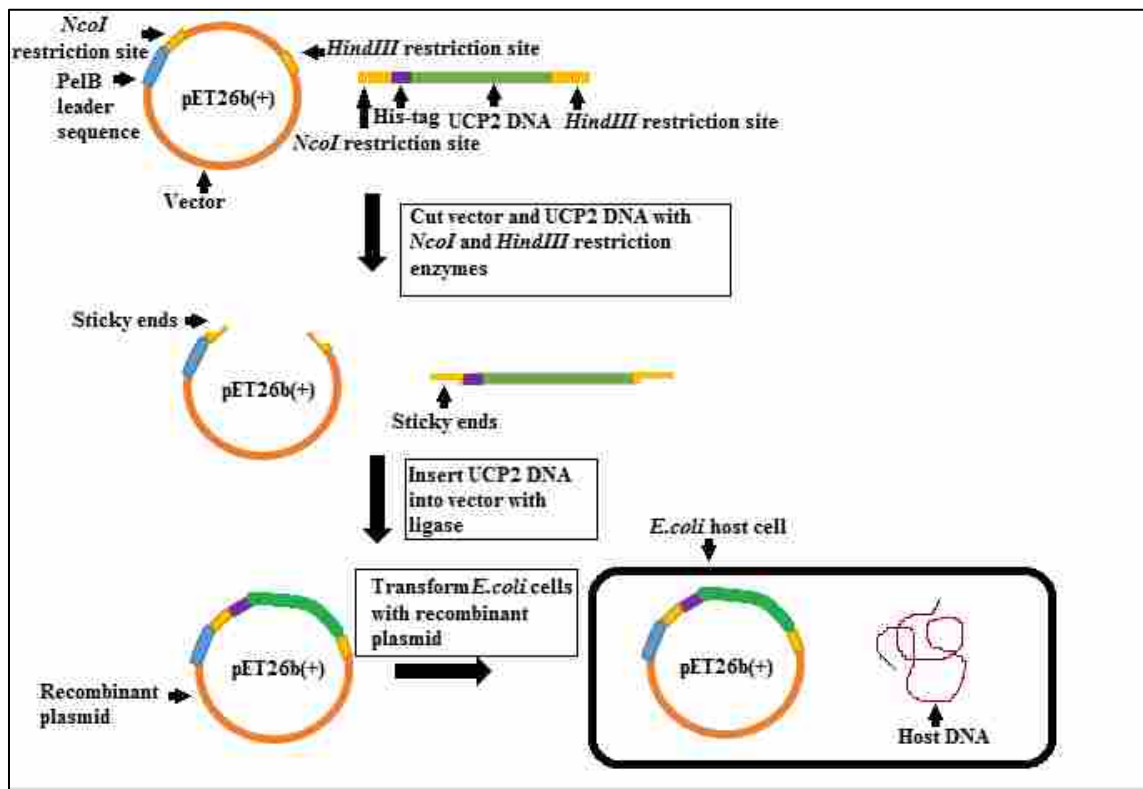 NcoI
restriction site
PelB
leader
sequence
pET26b(+)
Vector
HindIII restriction site
His-tag
UCP2 DNA
HindIII restriction site
NcoI restriction site
Cut vector and UCP2 DNA with
NcoI and HindIII restriction
enzymes
Sticky ends
pET26b(+)
Sticky ends
Insert UCP2 DNA
into vector with
ligase
E.coli host cell
Transform E.coli cells
with recombinant
plasmid
pET26b(+)
Recombinant
plasmid
pET26b(+)
Host DNA